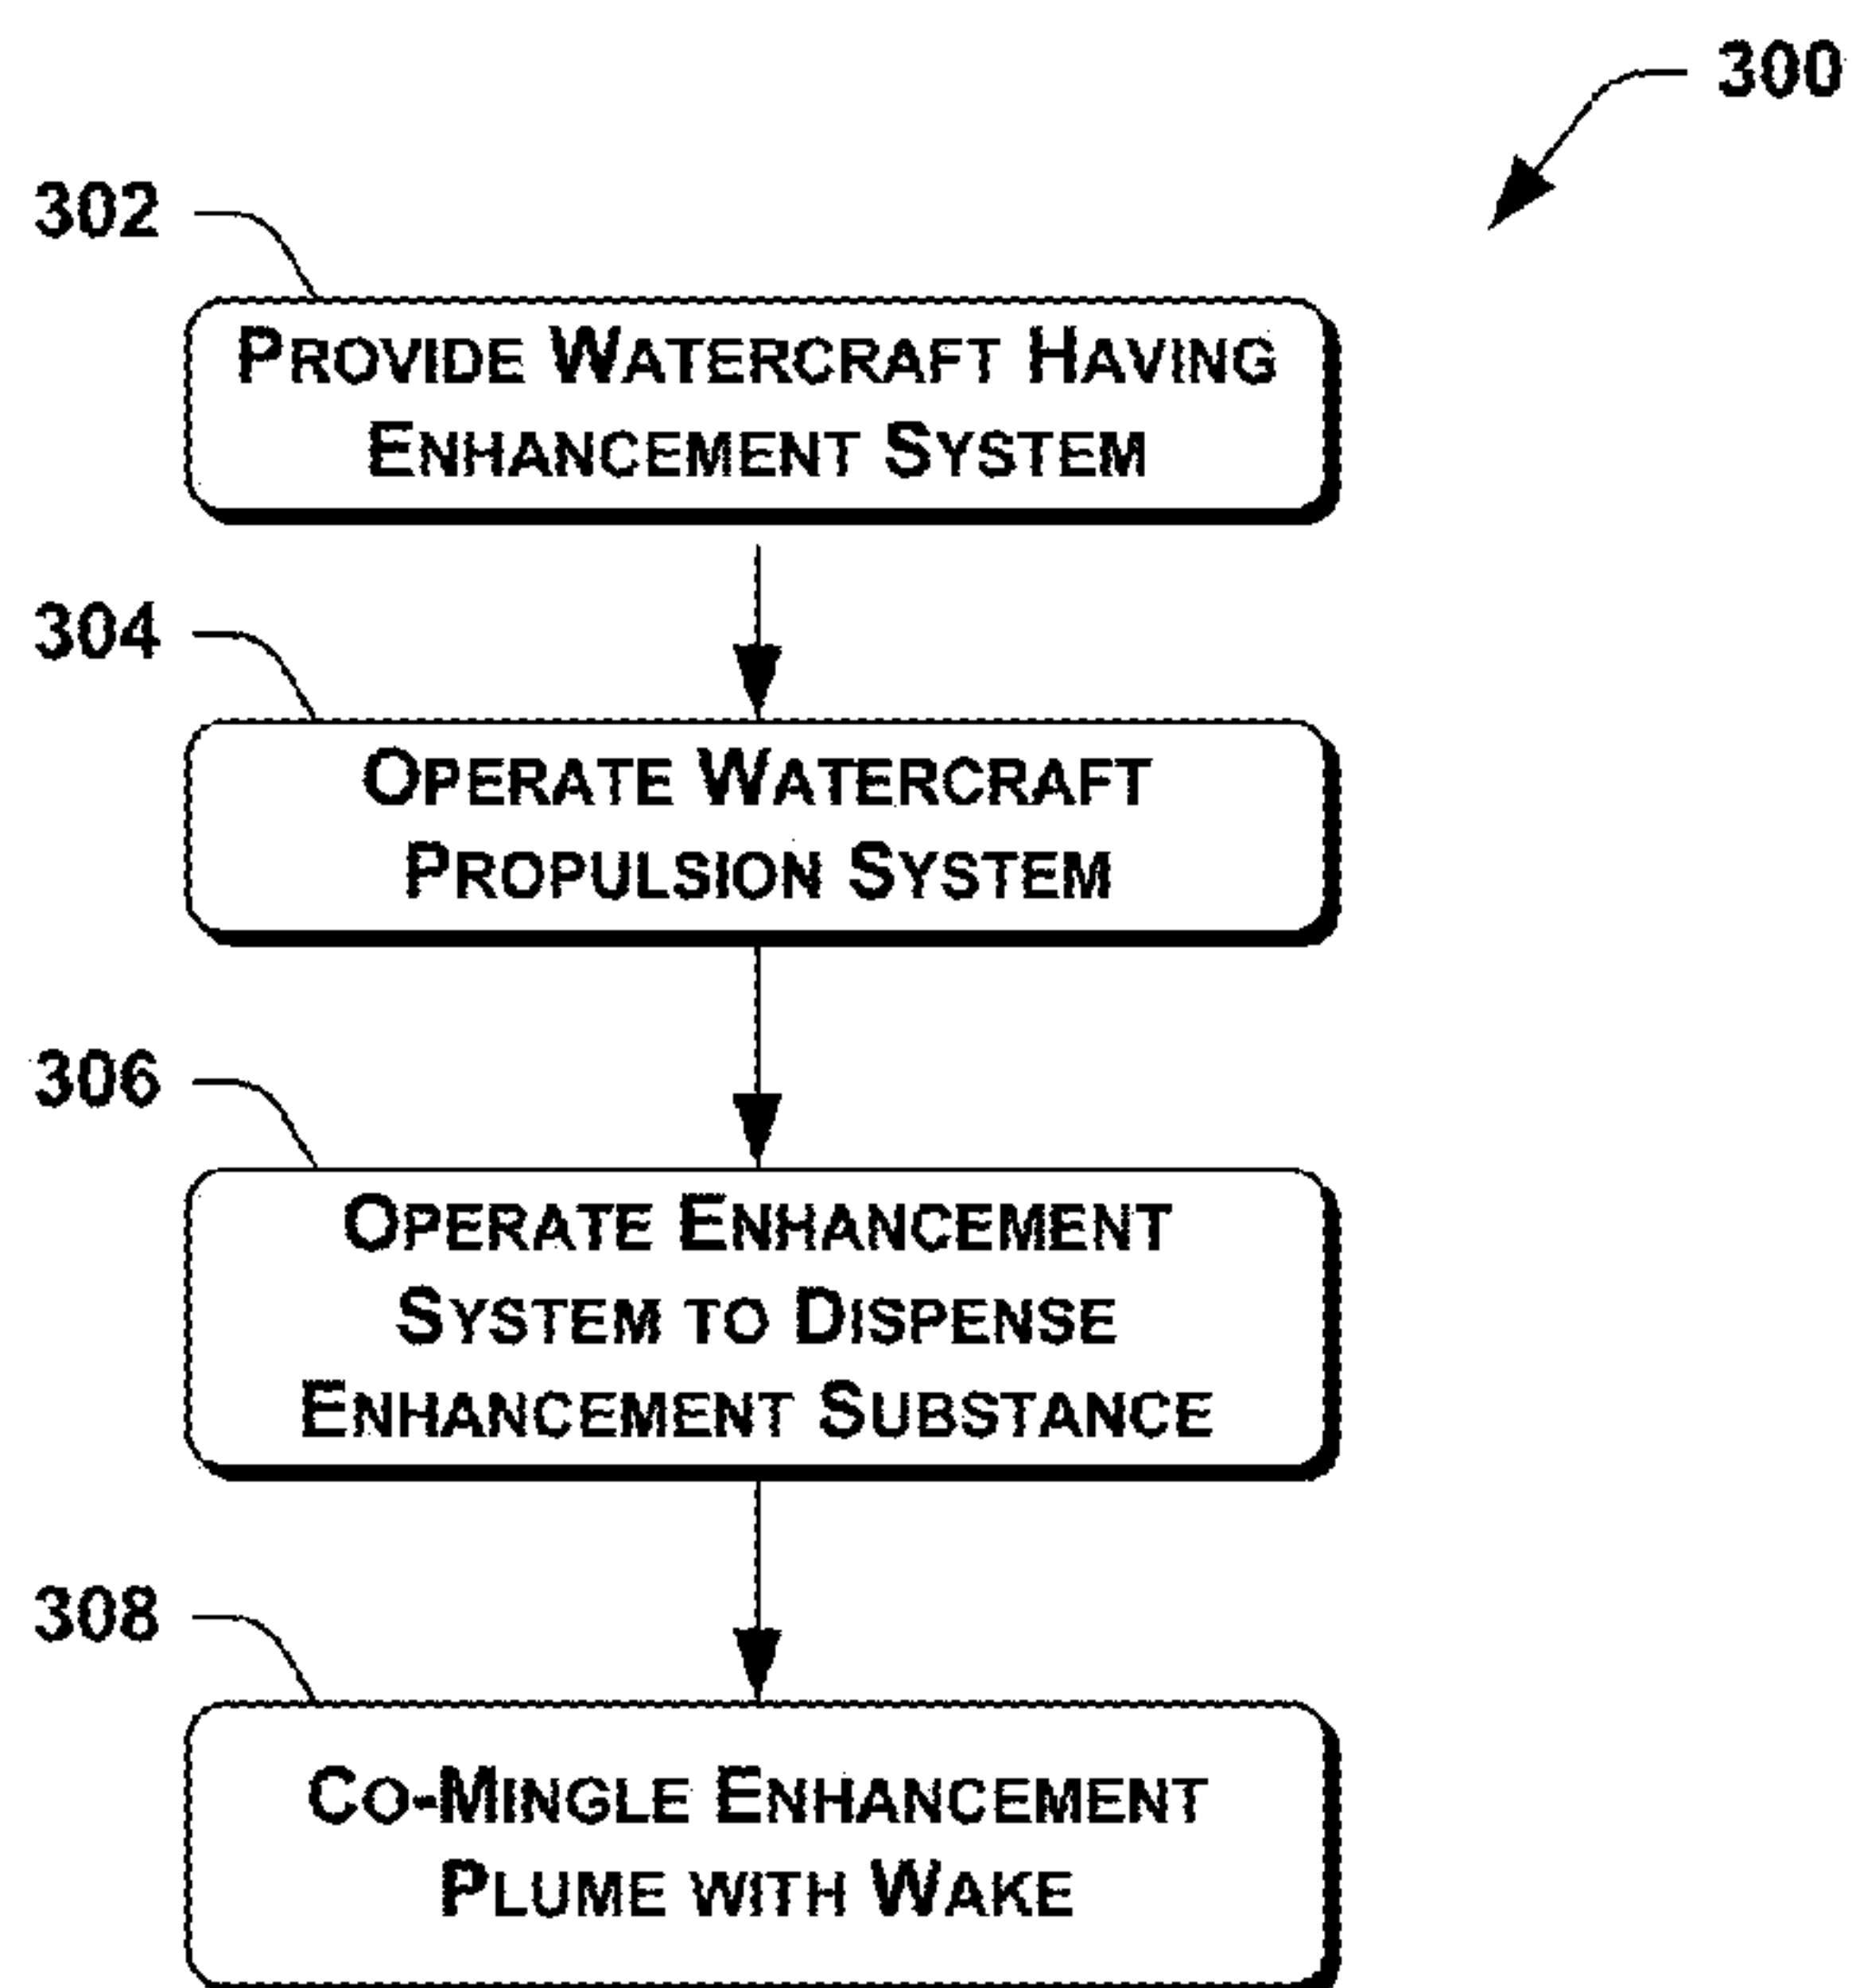 300
302
PROVIDE WATERCRAFT HAVING
ENHANCEMENT SYSTEM
304
OPERATE WATERCRAFT
PROPULSION SYSTEM
306
OPERATE ENHANCEMENT
SYSTEM TO DISPENSE
ENHANCEMENT SUBSTANCE
308
CO-MINGLE ENHANCEMENT
PLUME WITH WAKE